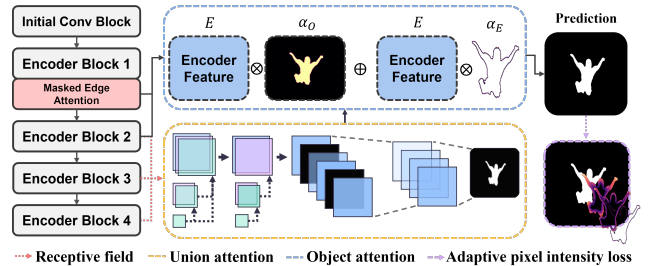 Initial Conv Block
Encoder Block 1
Masked Edge
Attention
Encoder Block 2
Encoder Block 3
Encoder Block 4
E
α_O
E
α_E
Encoder
Feature
⊗
⊕
Encoder
Feature
⊗
Prediction
Receptive field
Union attention
Object attention
Adaptive pixel intensity loss